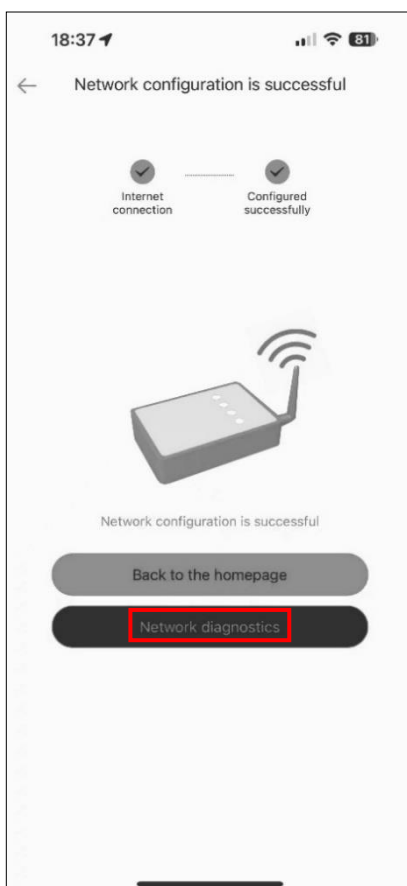 18:37
81
Network configuration is successful
Internet
connection
Configured
successfully
Network configuration is successful
Back to the homepage
Network diagnostics